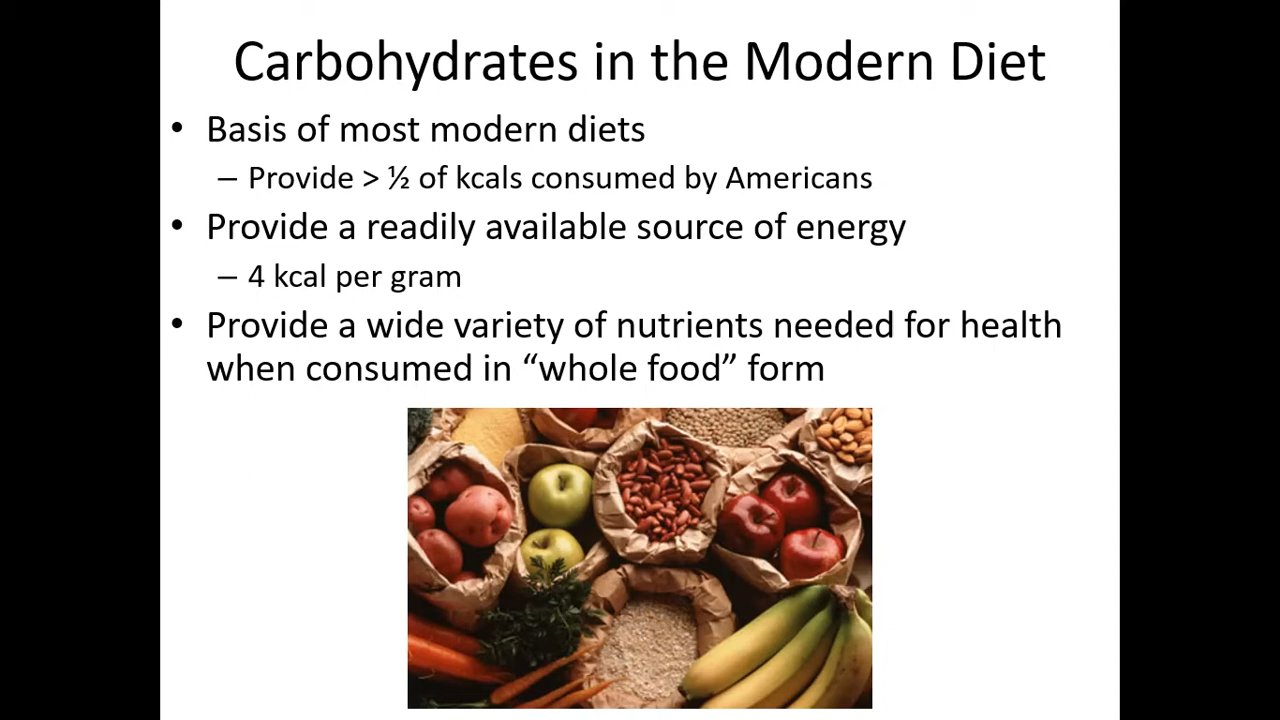 Carbohydrates in the Modern Diet
• Basis of most modern diets
– Provide > ½ of kcals consumed by Americans
• Provide a readily available source of energy
– 4 kcal per gram
• Provide a wide variety of nutrients needed for health
when consumed in “whole food” form